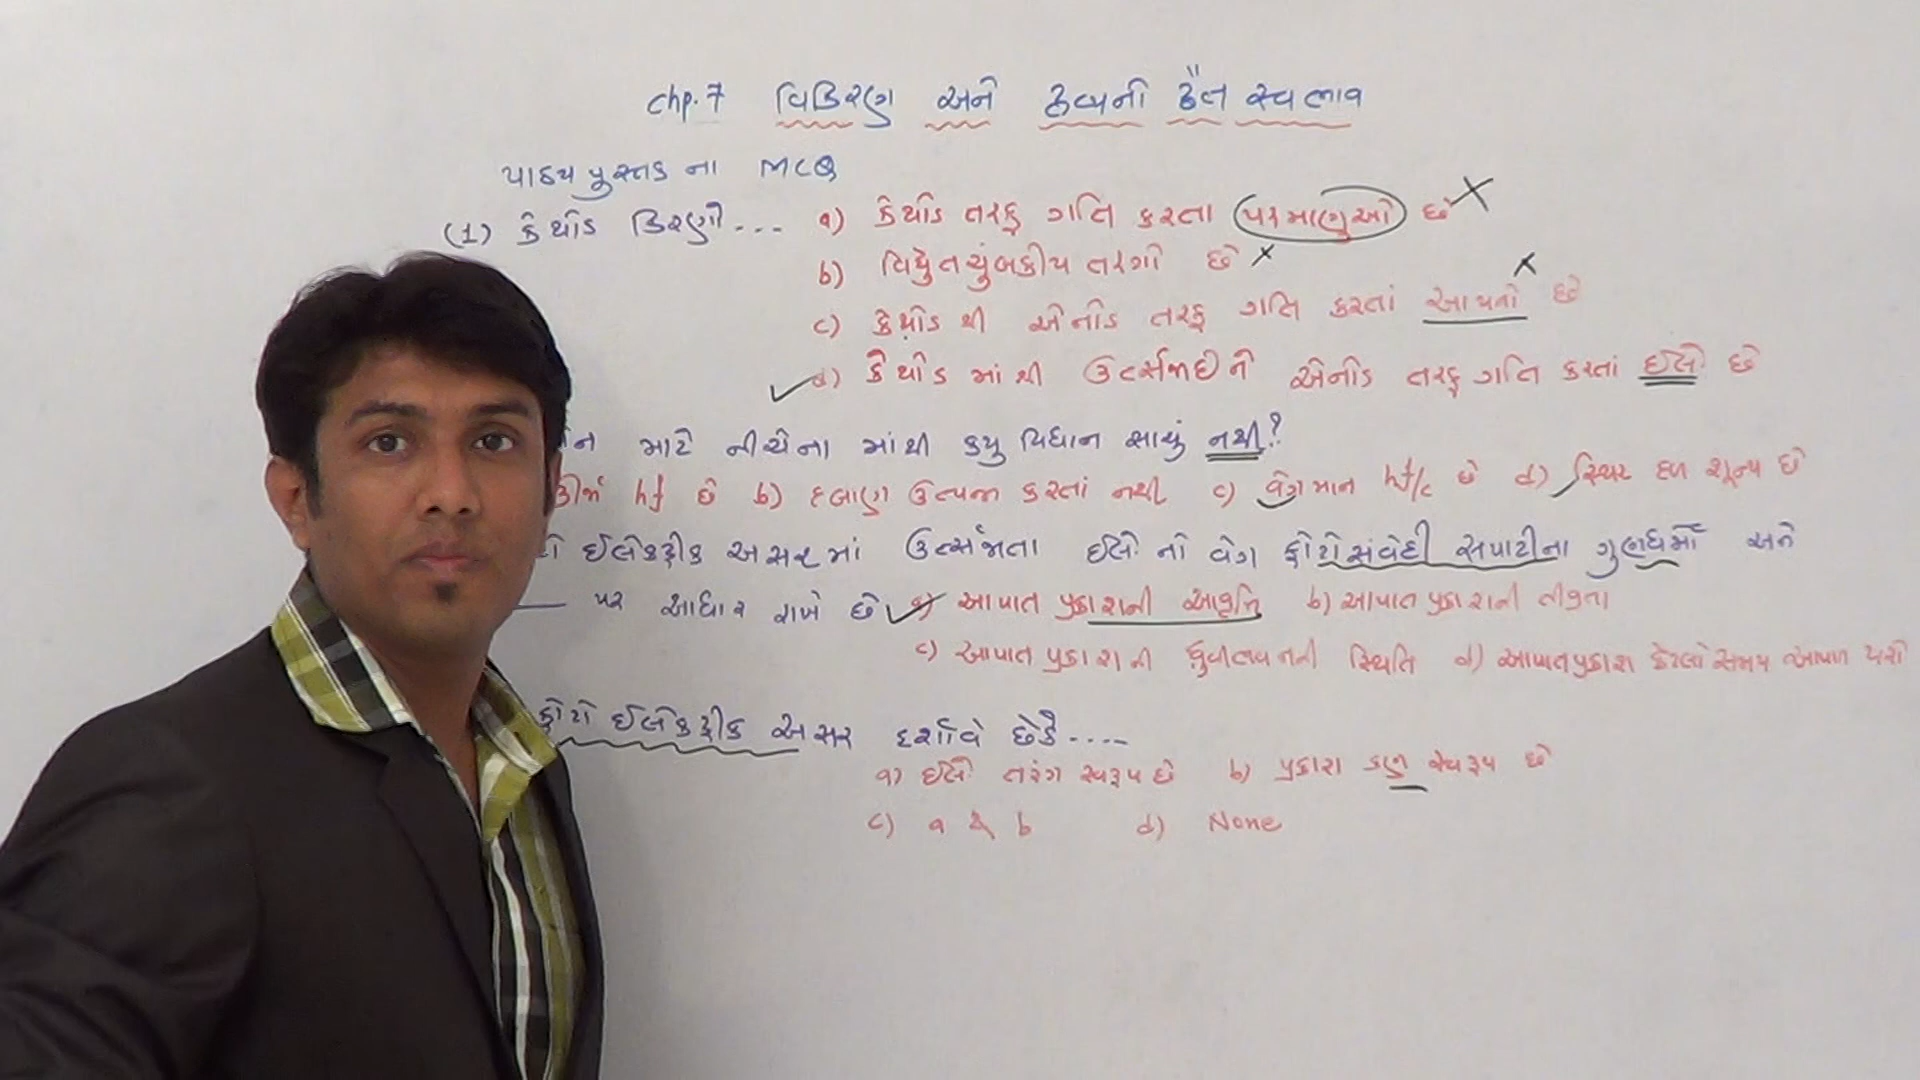 chp. 7 વિકિરણ અને દ્રવ્યની દ્વૈત સ્વભાવ
પાઠય પુસ્તક ના MCQ
(1) કેથોડ કિરણો... a) કેથોડ તરફ ગતિ કરતા પરમાણુઓ છે
b) વિધુતચુંબકીય તરંગો છે
c) કેથોડ થી એનોડ તરફ ગતિ કરતાં આયનો છે
d) કેથોડ માંથી ઉત્સર્જાઈને એનોડ તરફ ગતિ કરતાં ઈલે છે
માટે નીચેના માંથી કયુ વિધાન સાચું નથી?
ઊર્જા hf છે b) દબાણ ઉત્પન્ન કરતાં નથી c) વેગમાન hf/c છે d) સ્થિર દળ શૂન્ય છે
ઈલેક્ટ્રીક અસરમાં ઉત્સર્જાતા ઈલે નો વેગ ફોટોસંવેદી સપાટીના ગુણધર્મો અને
પર આધાર રાખે છે a) આપાત પ્રકાશની આવૃત્તિ b) આપાત પ્રકાશની તીવ્રતા
c) આપાત પ્રકાશની ધ્રુવીભવનની સ્થિતિ d) આપાત પ્રકાશ કેટલો સમય આપાત થશે
ફોટો ઈલેક્ટ્રીક અસર દર્શાવે છે કે....
a) ઈલે તરંગ સ્વરૂપ છે b) પ્રકાશ કણ સ્વરૂપ છે
c) a & b d) None